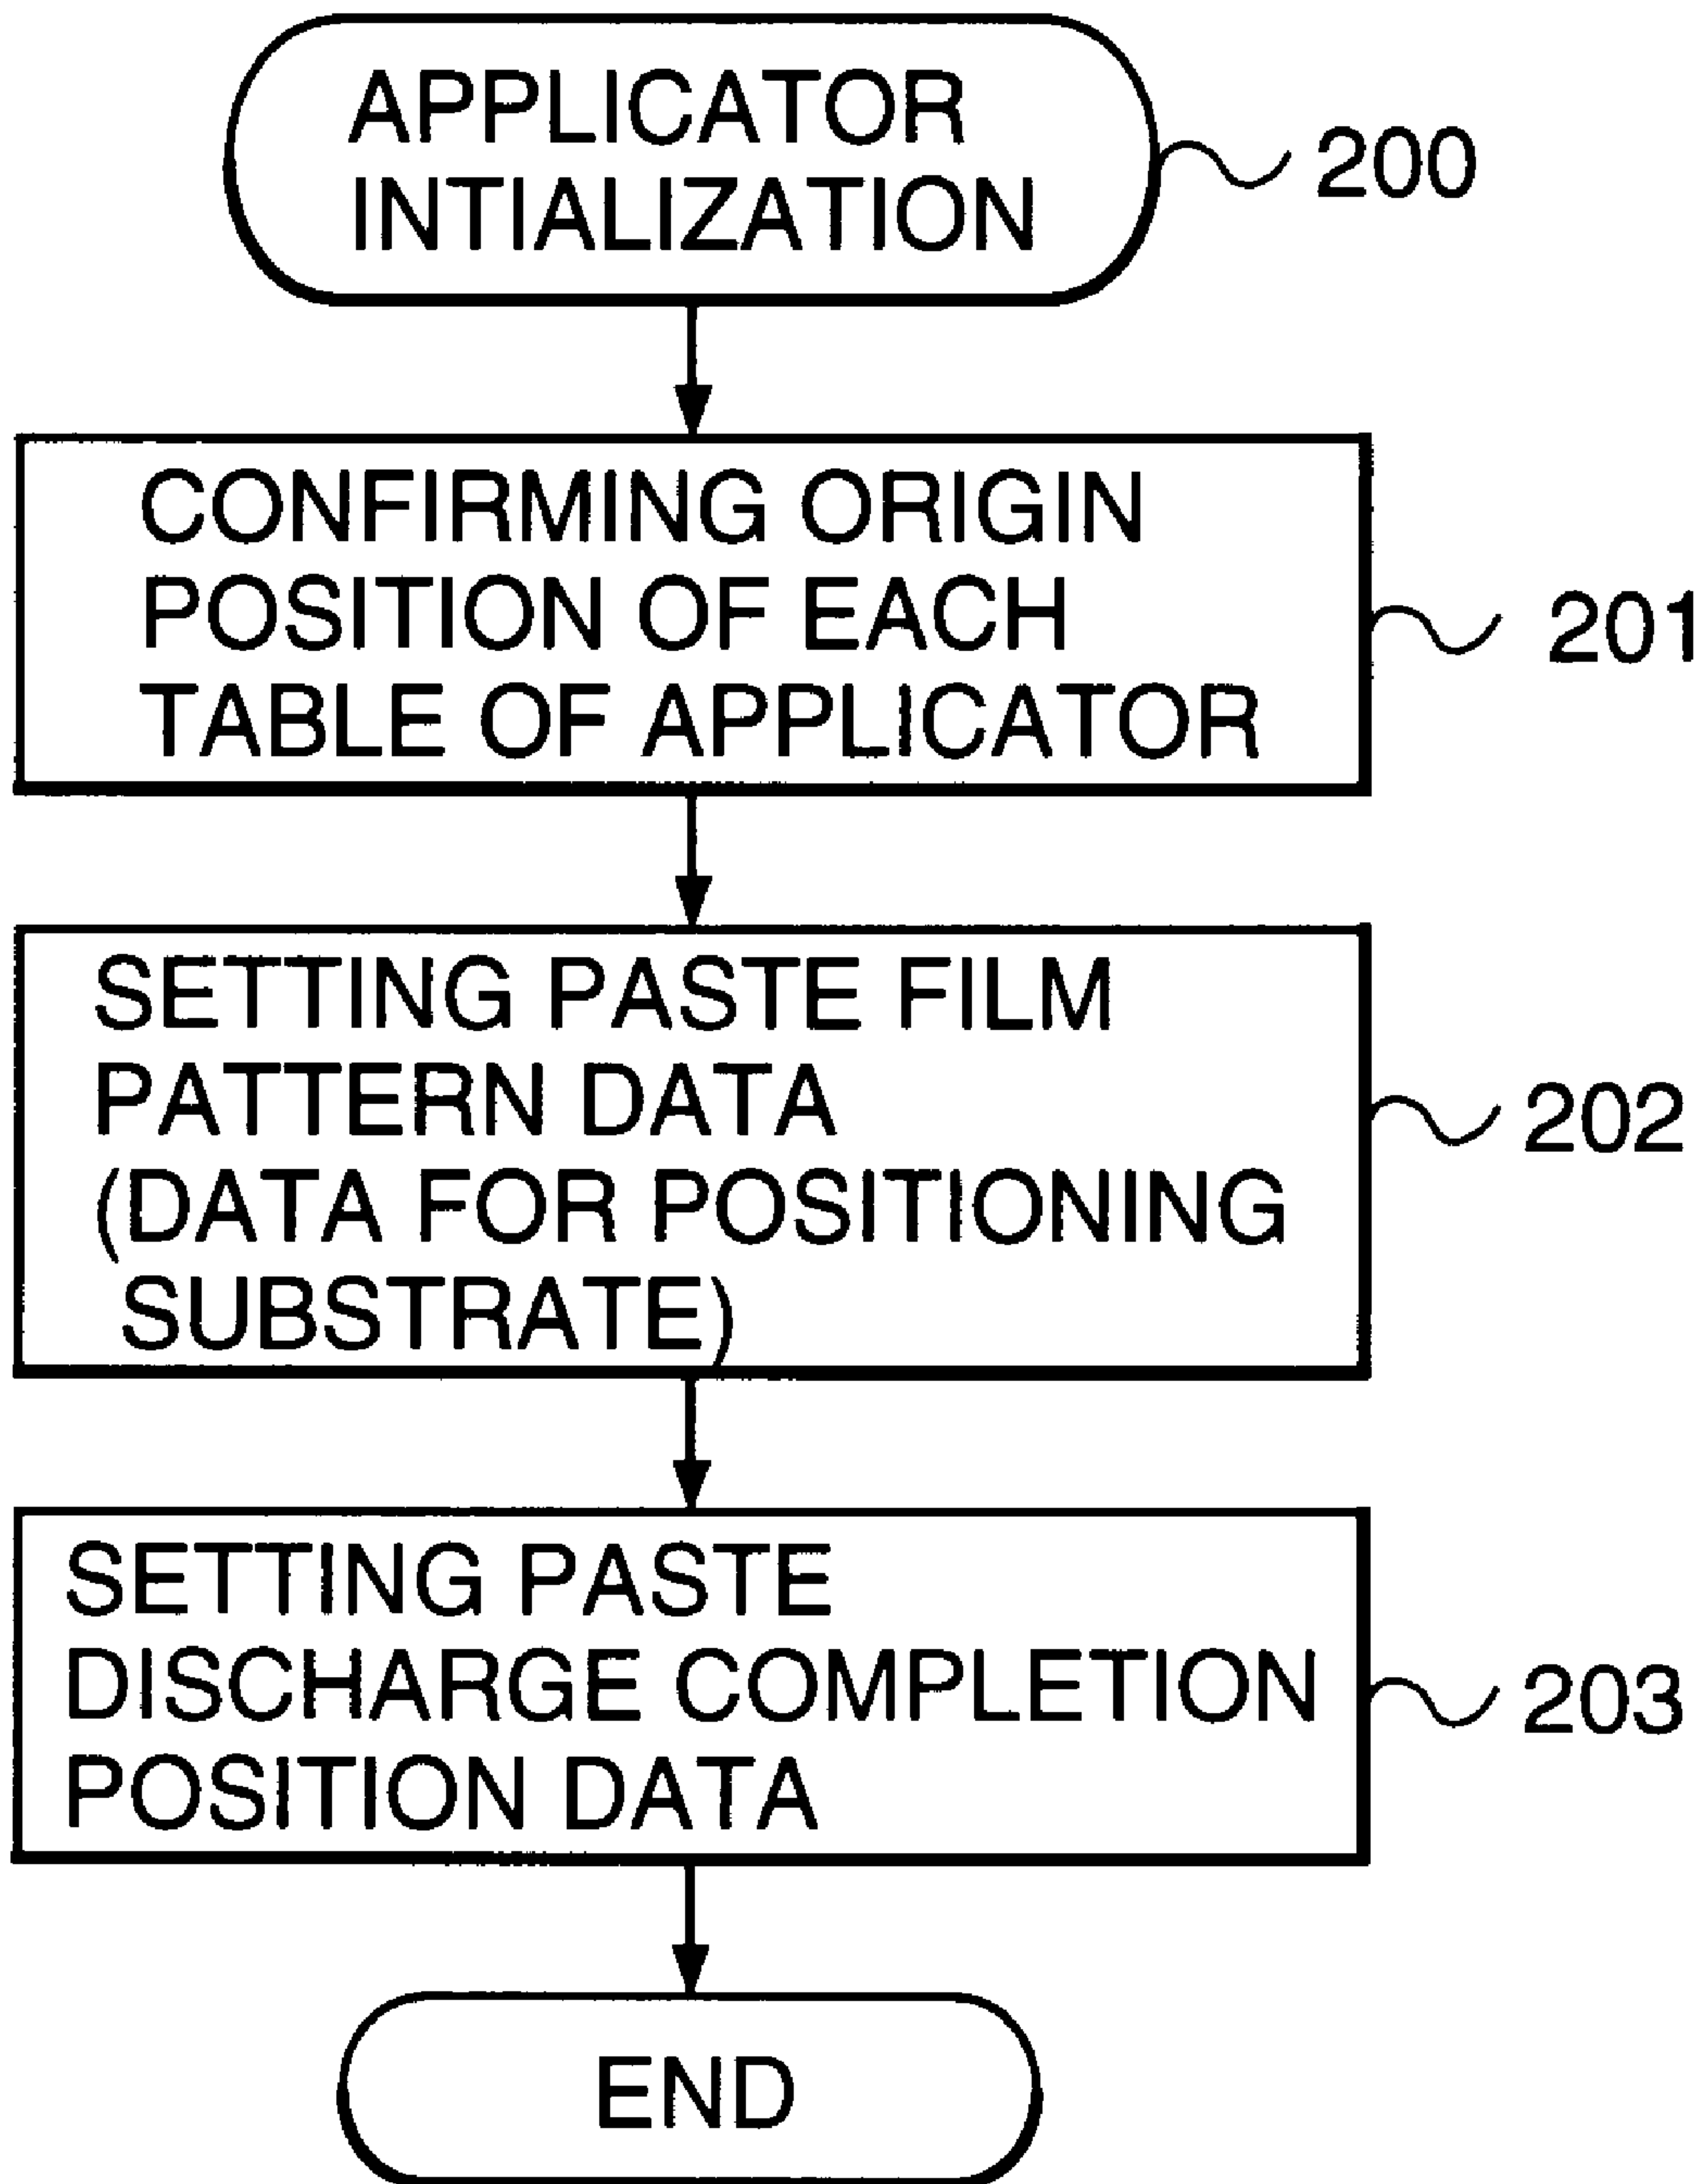 APPLICATOR
INTIALIZATION
200
CONFIRMING ORIGIN
POSITION OF EACH
TABLE OF APPLICATOR
201
SETTING PASTE FILM
PATTERN DATA
(DATA FOR POSITIONING
SUBSTRATE)
202
SETTING PASTE
DISCHARGE COMPLETION
POSITION DATA
203
END